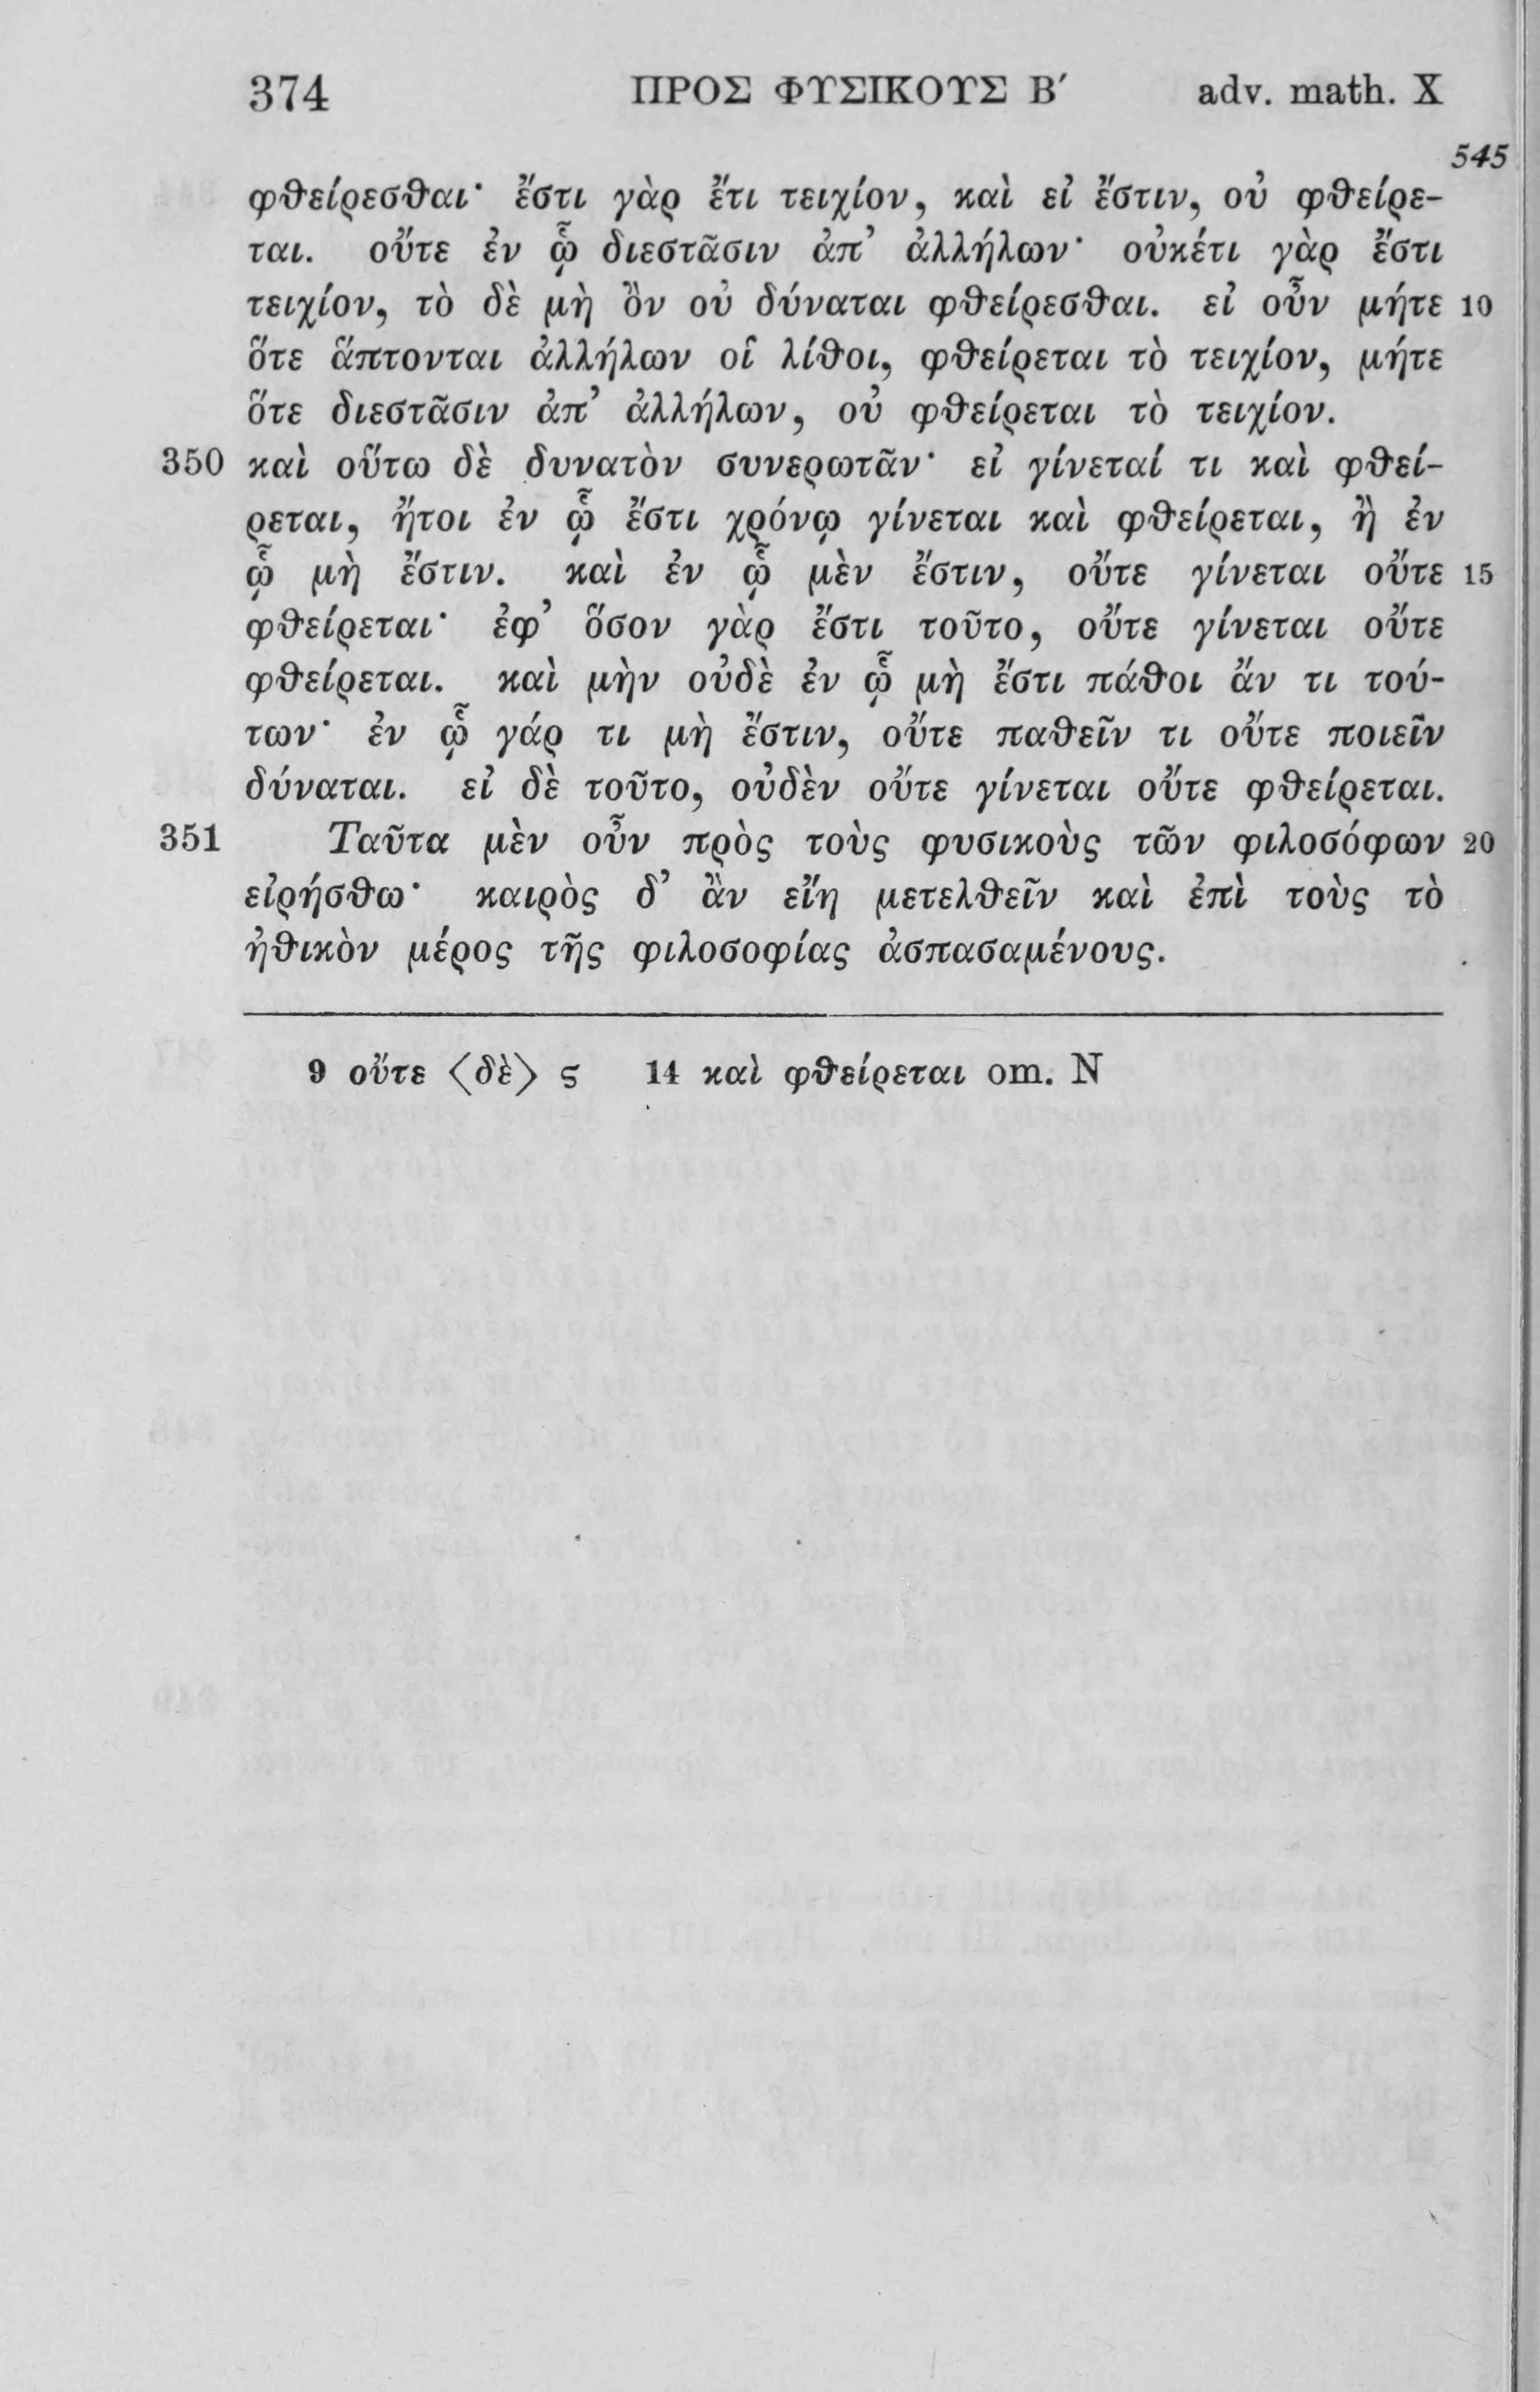 374 ΠΡΟΣ ΦΥΣΙΚΟΥΣ Β′ adv. math. X
545
φθείρεσθαι· ἔστι γὰρ ἔτι τειχίον, καὶ εἰ ἔστιν, οὐ φθείρε-
ται. οὔτε ἐν ᾧ διεστᾶσιν ἀπ’ ἀλλήλων· οὐκέτι γὰρ ἔστι
τειχίον, τὸ δὲ μὴ ὂν οὐ δύναται φθείρεσθαι. εἰ οὖν μήτε 10
ὅτε ἅπτονται ἀλλήλων οἱ λίθοι, φθείρεται τὸ τειχίον, μήτε
ὅτε διεστᾶσιν ἀπ’ ἀλλήλων, οὐ φθείρεται τὸ τειχίον.
350 καὶ οὕτω δὲ δυνατὸν συνερωτᾶν· εἰ γίνεταί τι καὶ φθεί-
ρεται, ἤτοι ἐν ᾧ ἔστι χρόνῳ γίνεται καὶ φθείρεται, ἢ ἐν
ᾧ μὴ ἔστιν. καὶ ἐν ᾧ μὲν ἔστιν, οὔτε γίνεται οὔτε 15
φθείρεται· ἐφ’ ὅσον γὰρ ἔστι τοῦτο, οὔτε γίνεται οὔτε
φθείρεται. καὶ μὴν οὐδὲ ἐν ᾧ μὴ ἔστι πάθοι ἄν τι τού-
των· ἐν ᾧ γάρ τι μὴ ἔστιν, οὔτε παθεῖν τι οὔτε ποιεῖν
δύναται. εἰ δὲ τοῦτο, οὐδὲν οὔτε γίνεται οὔτε φθείρεται.
351 Ταῦτα μὲν οὖν πρὸς τοὺς φυσικοὺς τῶν φιλοσόφων 20
εἰρήσθω· καιρὸς δ’ ἂν εἴη μετελθεῖν καὶ ἐπὶ τοὺς τὸ
ἠθικὸν μέρος τῆς φιλοσοφίας ἀσπασαμένους.
9 οὔτε ⟨δὲ⟩ ς 14 καὶ φθείρεται om. N